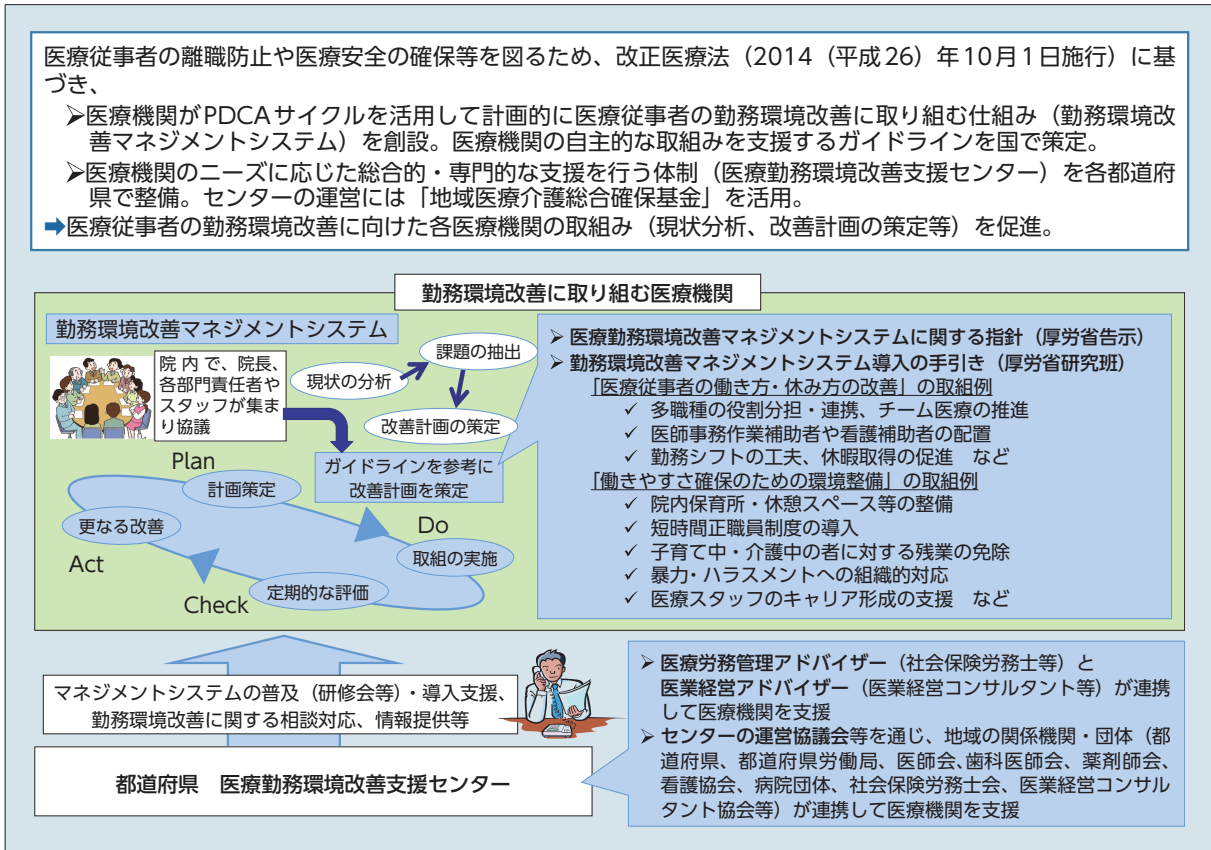 医療従事者の離職防止や医療安全の確保等を図るため、改正医療法（2014（平成26）年10月1日施行）に基
づき、
➢医療機関がPDCAサイクルを活用して計画的に医療従事者の勤務環境改善に取り組む仕組み（勤務環境改
善マネジメントシステム）を創設。医療機関の自主的な取組みを支援するガイドラインを国で策定。
➢医療機関のニーズに応じた総合的・専門的な支援を行う体制（医療勤務環境改善支援センター）を各都道府
県で整備。センターの運営には「地域医療介護総合確保基金」を活用。
➡医療従事者の勤務環境改善に向けた各医療機関の取組み（現状分析、改善計画の策定等）を促進。
勤務環境改善に取り組む医療機関
勤務環境改善マネジメントシステム
院内で、院長、
各部門責任者や
スタッフが集ま
り協議
現状の分析
課題の抽出
改善計画の策定
ガイドラインを参考に
改善計画を策定
Plan
計画策定
Do
取組の実施
Check
定期的な評価
Act
更なる改善
➢ 医療勤務環境改善マネジメントシステムに関する指針（厚労省告示）
➢ 勤務環境改善マネジメントシステム導入の手引き（厚労省研究班）
「医療従事者の働き方・休み方の改善」の取組例
✓ 多職種の役割分担・連携、チーム医療の推進
✓ 医師事務作業補助者や看護補助者の配置
✓ 勤務シフトの工夫、休暇取得の促進　など
「働きやすさ確保のための環境整備」の取組例
✓ 院内保育所・休憩スペース等の整備
✓ 短時間正職員制度の導入
✓ 子育て中・介護中の者に対する残業の免除
✓ 暴力・ハラスメントへの組織的対応
✓ 医療スタッフのキャリア形成の支援　など
マネジメントシステムの普及（研修会等）・導入支援、
勤務環境改善に関する相談対応、情報提供等
都道府県　医療勤務環境改善支援センター
➢ 医療労務管理アドバイザー（社会保険労務士等）と
医業経営アドバイザー（医業経営コンサルタント等）が連携
して医療機関を支援
➢ センターの運営協議会等を通じ、地域の関係機関・団体（都
道府県、都道府県労働局、医師会、歯科医師会、薬剤師会、
看護協会、病院団体、社会保険労務士会、医業経営コンサル
タント協会等）が連携して医療機関を支援